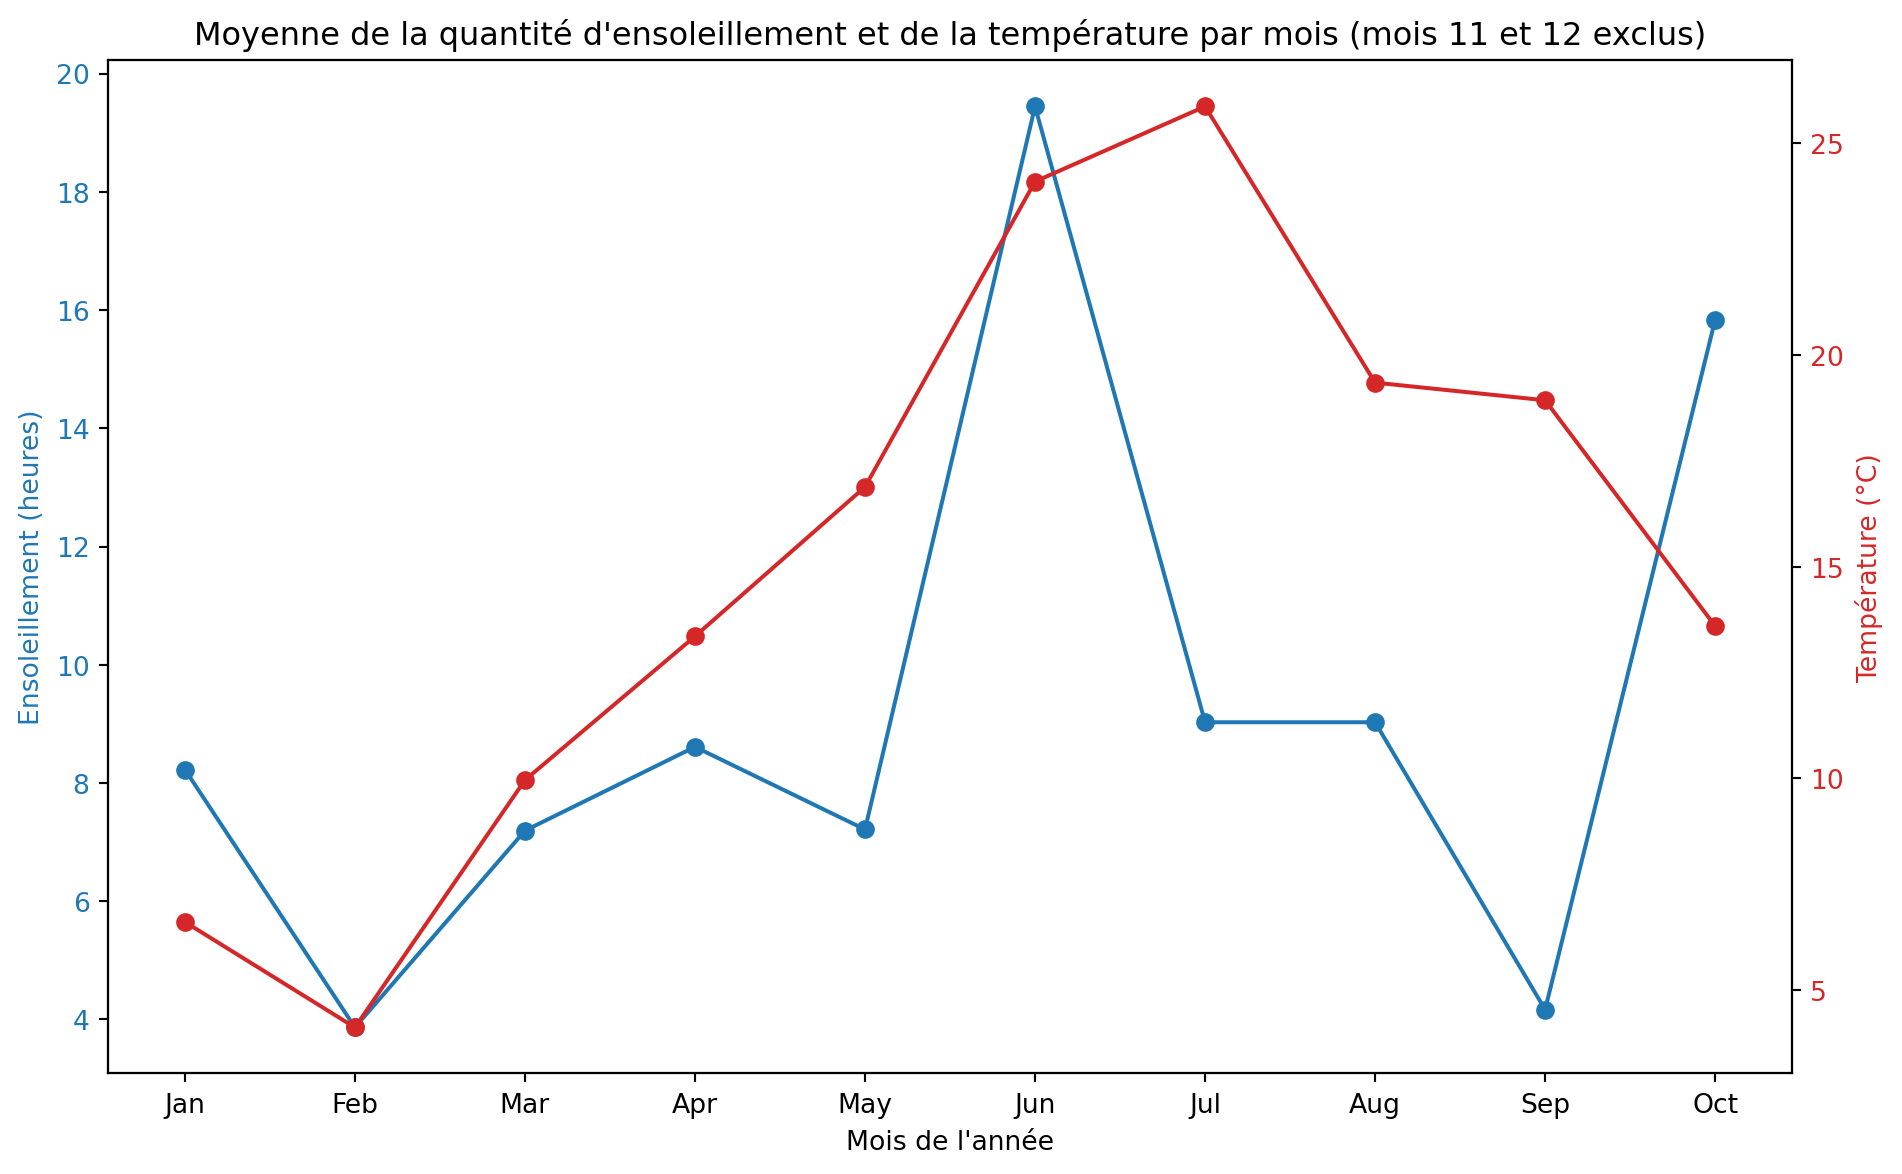 Moyenne de la quantité d'ensoleillement et de la température par mois (mois 11 et 12 exclus)
Ensoleillement (heures)
20
18
16
14
12
10
8
6
4
25
20
15
10
5
Température (°C)
Jan Feb Mar Apr May Jun Jul Aug Sep Oct
Mois de l'année